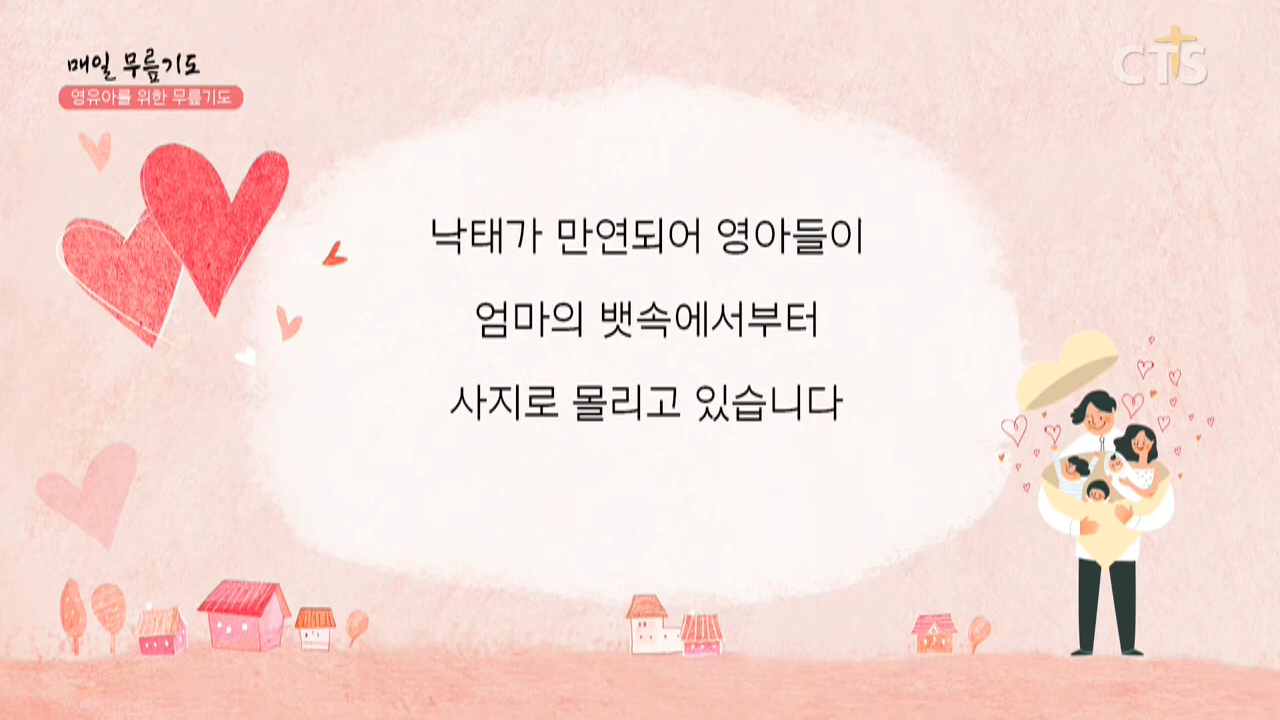 매일 무릎기도
영유아를 위한 무릎기도
CTS
낙태가 만연되어 영아들이
엄마의 뱃속에서부터
사지로 몰리고 있습니다